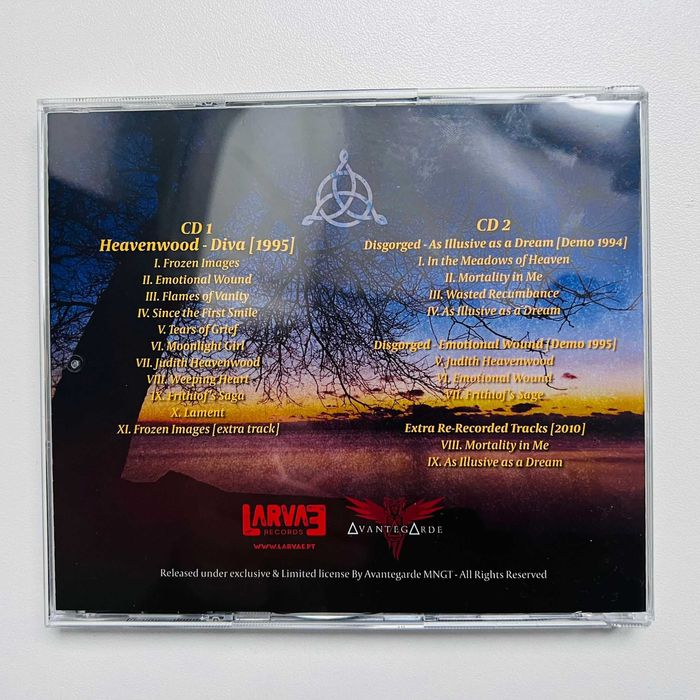 CD 1
Heavenwood - Diva [1995]
I. Frozen Images
II. Emotional Wound
III. Flames of Vanity
IV. Since the First Smile
V. Tears of Grief
VI. Moonlight Girl
VII. Judith Heavenwood
VIII. Weeping Heart
IX. Frithiof's Saga
X. Lament
XI. Frozen Images [extra track]
CD 2
Disgorged - As Illusive as a Dream [Demo 1994]
I. In the Meadows of Heaven
II. Mortality in Me
III. Wasted Recumbance
IV. As Illusive as a Dream
Disgorged - Emotional Wound [Demo 1995]
V. Judith Heavenwood
VI. Emotional Wound
VII. Frithiof's Sage
Extra Re-Recorded Tracks [2010]
VIII. Mortality in Me
IX. As Illusive as a Dream
LARVAE
RECORDS
WWW.LARVAE.PT
AVANTEGARDE
Released under exclusive & Limited license By Avantegarde MNGT - All Rights Reserved